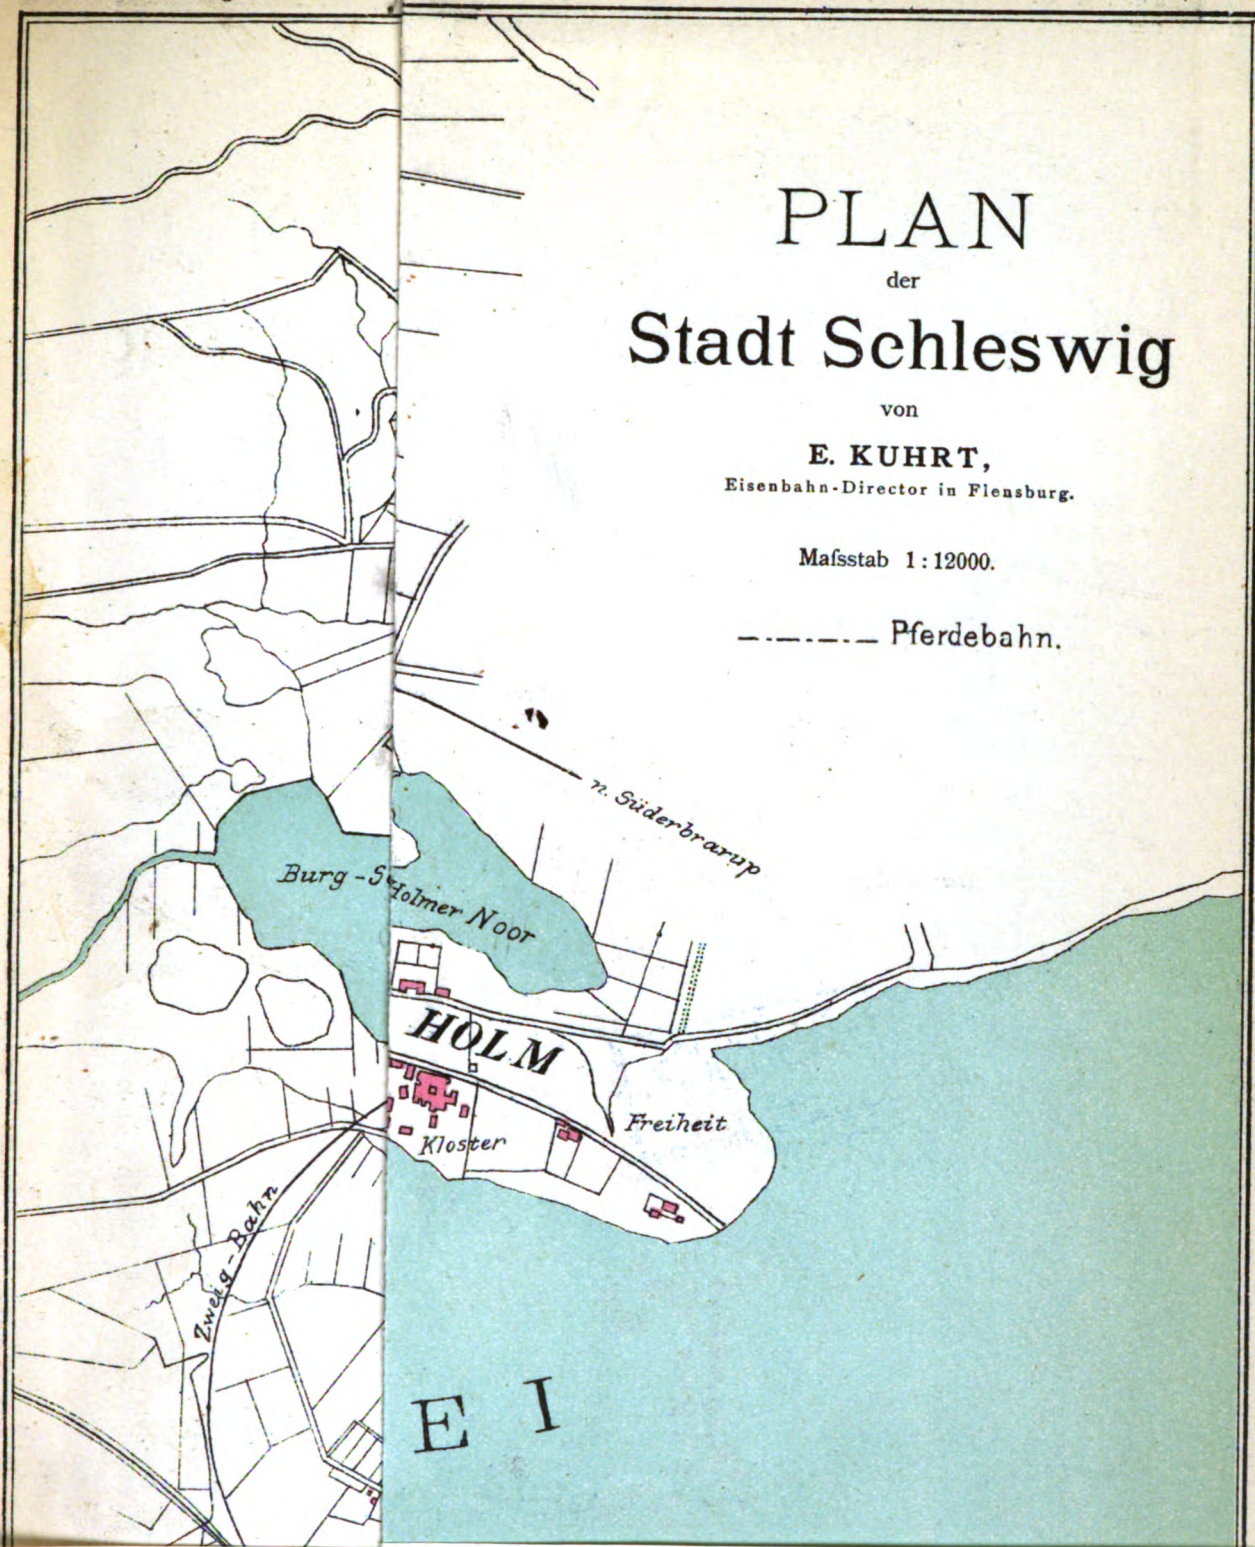 PLAN
der
Stadt Schleswig
von
E. KUHRT,
Eisenbahn-Director in Flensburg.
Maſsstab 1:12000.
Pferdebahn.
n. Süderbrarup
Burg-S
Holmer Noor
HOLM
Freiheit
Kloster
Zweig-Bahn
E I